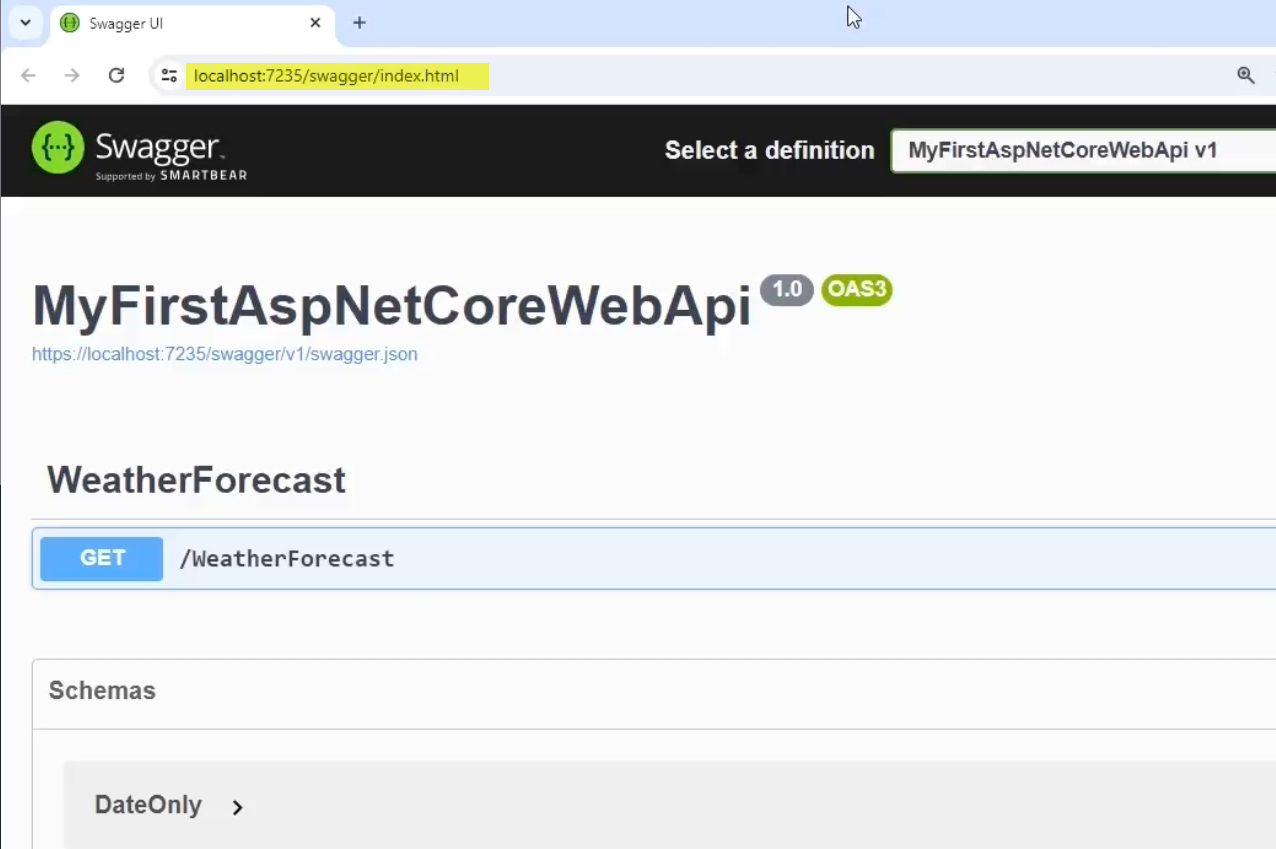 Swagger UI
localhost:7235/swagger/index.html
Swagger™
Supported by SMARTBEAR
Select a definition
MyFirstAspNetCoreWebApi v1
MyFirstAspNetCoreWebApi 1.0 OAS3
https://localhost:7235/swagger/v1/swagger.json
WeatherForecast
GET /WeatherForecast
Schemas
DateOnly